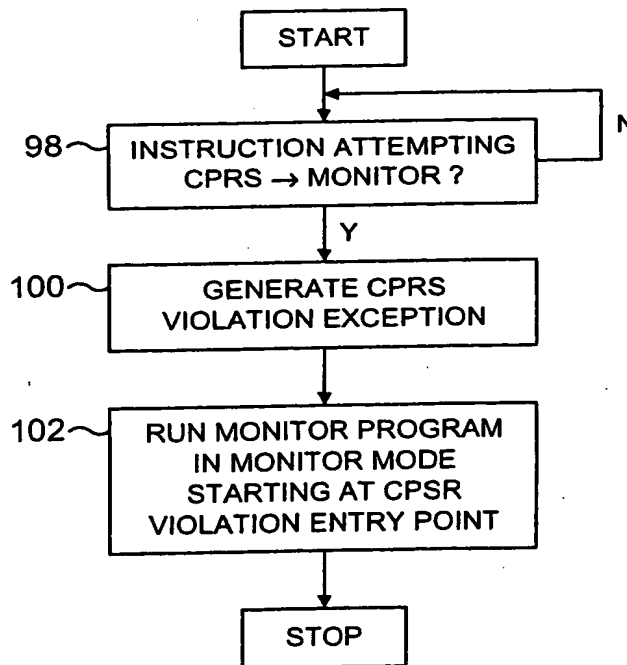 START
N
98
INSTRUCTION ATTEMPTING
CPRS → MONITOR ?
Y
100
GENERATE CPRS
VIOLATION EXCEPTION
102
RUN MONITOR PROGRAM
IN MONITOR MODE
STARTING AT CPSR
VIOLATION ENTRY POINT
STOP